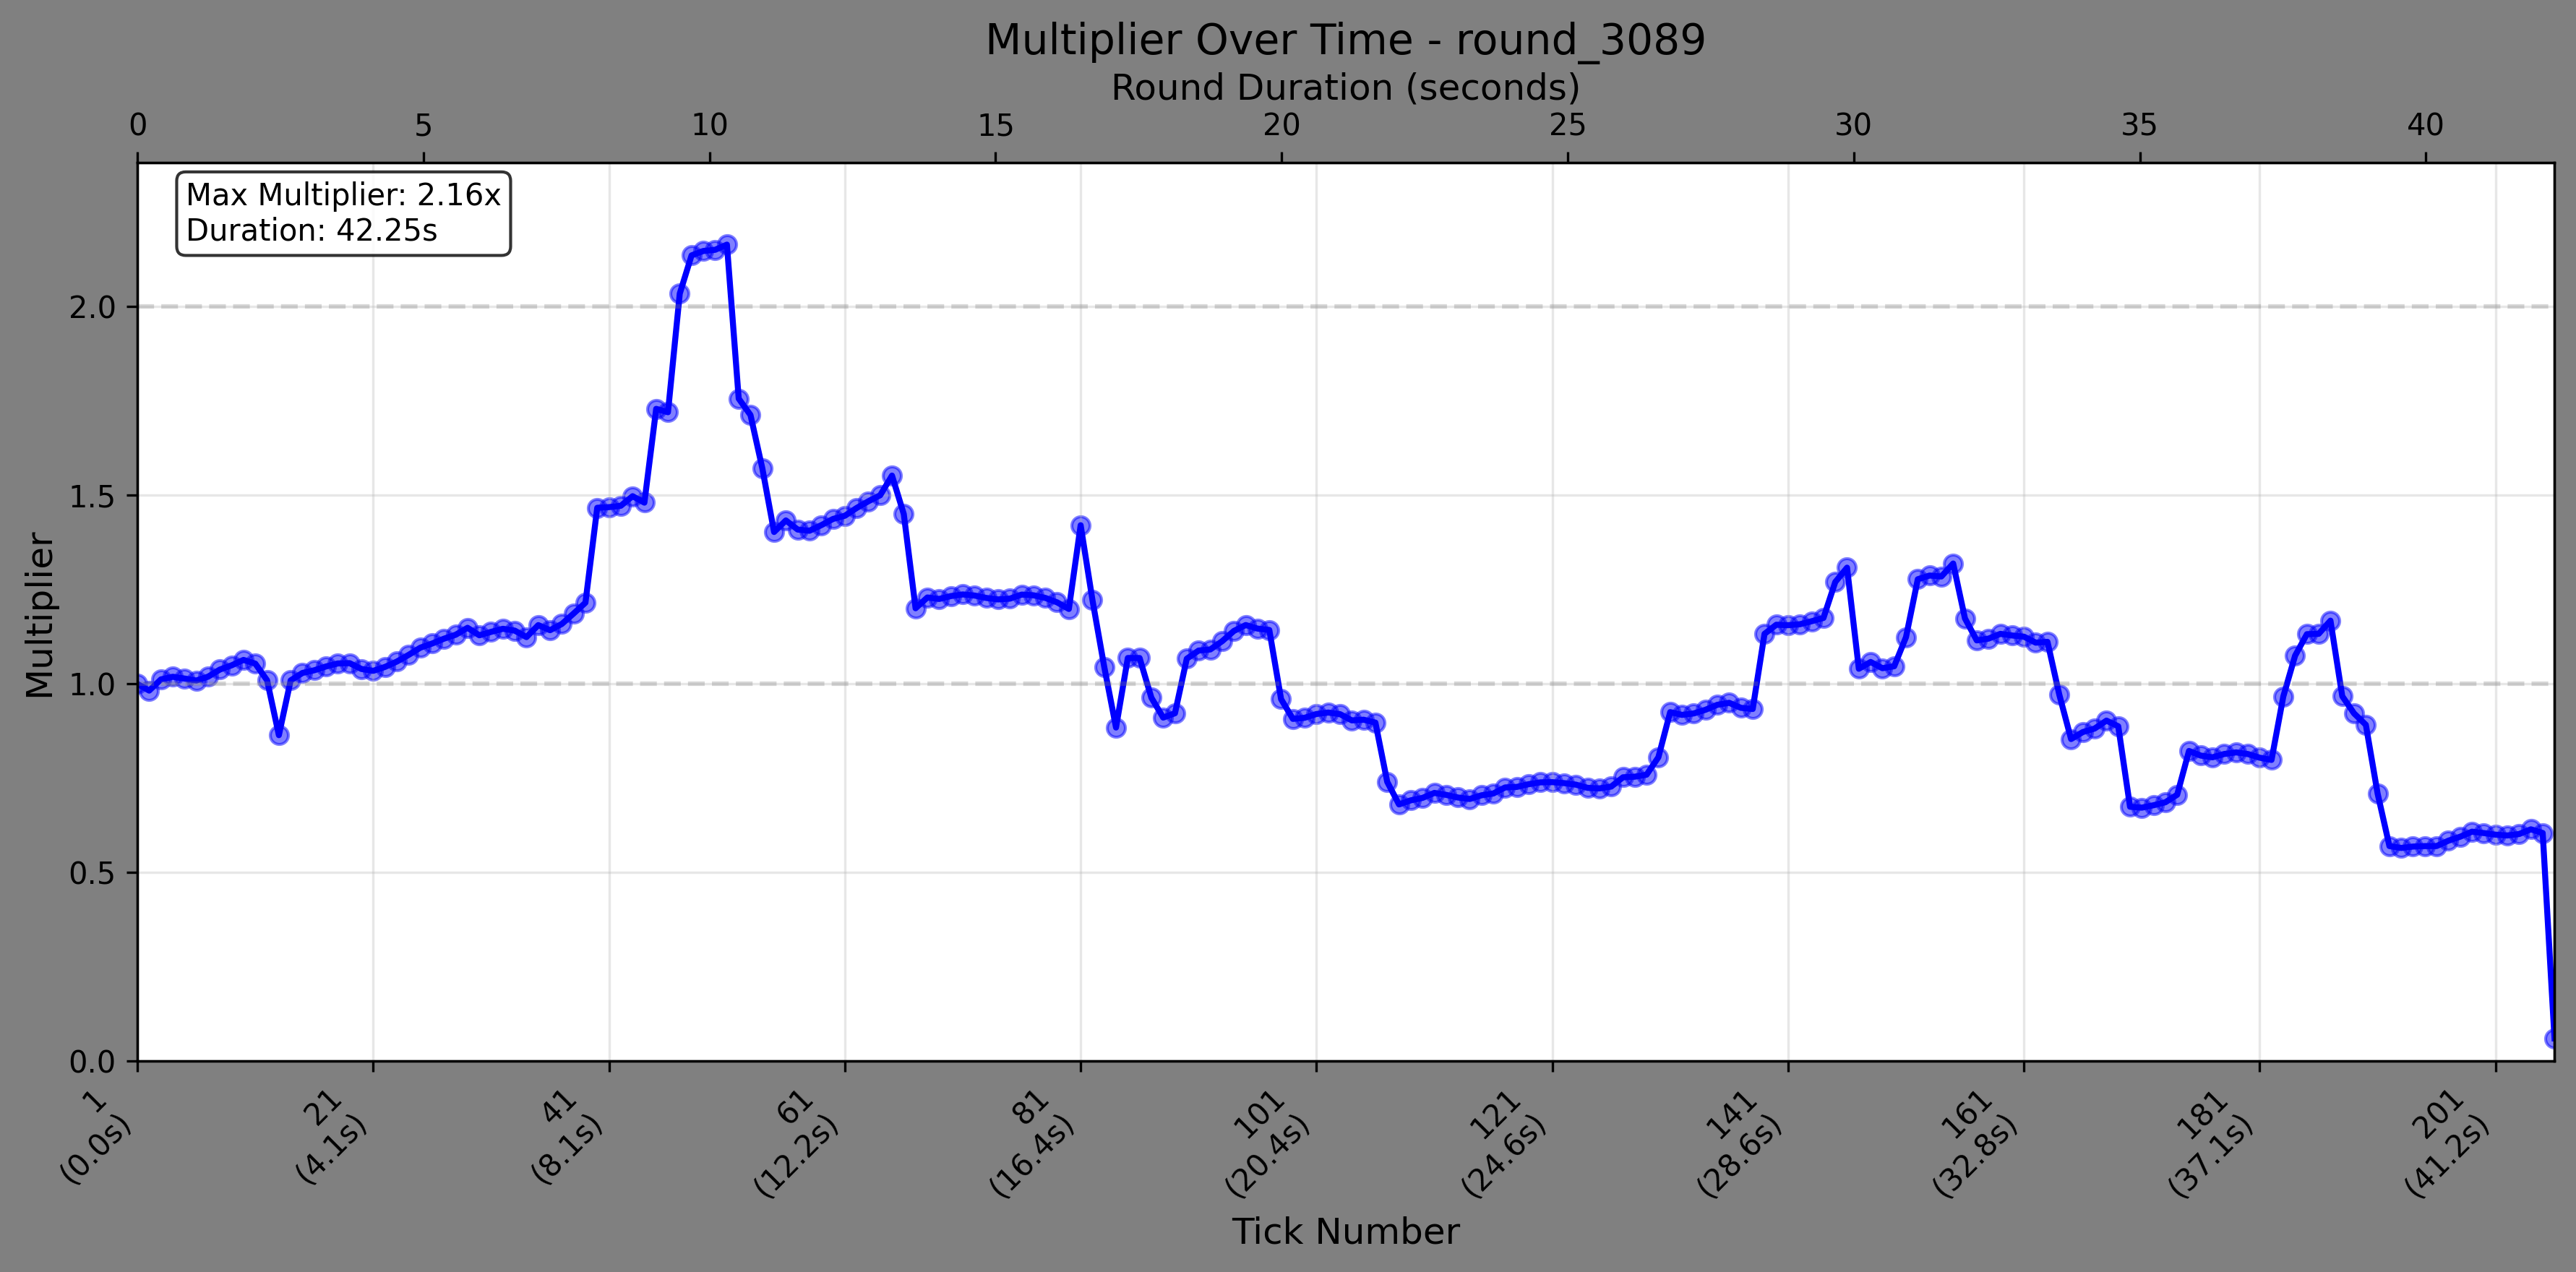 Multiplier Over Time - round_3089
Round Duration (seconds)
0 5 10 15 20 25 30 35 40
Max Multiplier: 2.16x
Duration: 42.25s
Multiplier
2.0
1.5
1.0
0.5
0.0
1
(0.0s)
21
(4.1s)
41
(8.1s)
61
(12.2s)
81
(16.4s)
101
(20.4s)
121
(24.6s)
141
(28.6s)
161
(32.8s)
181
(37.1s)
201
(41.2s)
Tick Number